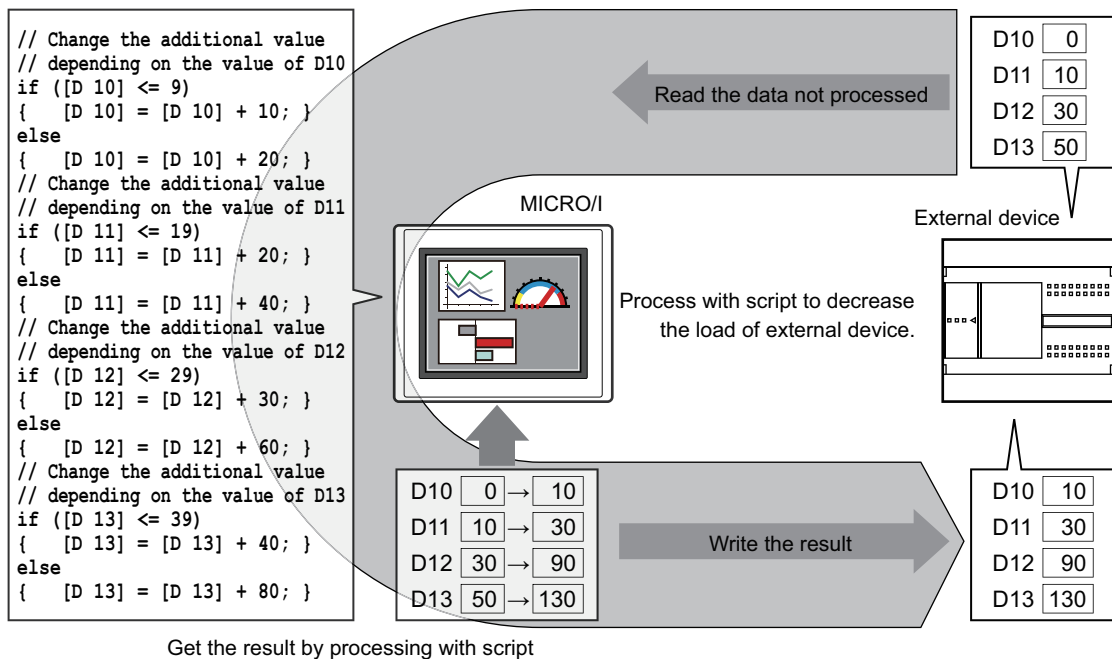 // Change the additional value
// depending on the value of D10
if ([D 10] <= 9)
{   [D 10] = [D 10] + 10; }
else
{   [D 10] = [D 10] + 20; }
// Change the additional value
// depending on the value of D11
if ([D 11] <= 19)
{   [D 11] = [D 11] + 20; }
else
{   [D 11] = [D 11] + 40; }
// Change the additional value
// depending on the value of D12
if ([D 12] <= 29)
{   [D 12] = [D 12] + 30; }
else
{   [D 12] = [D 12] + 60; }
// Change the additional value
// depending on the value of D13
if ([D 13] <= 39)
{   [D 13] = [D 13] + 40; }
else
{   [D 13] = [D 13] + 80; }
Read the data not processed
D10 0
D11 10
D12 30
D13 50
MICRO/I
External device
Process with script to decrease
the load of external device.
D10 0 → 10
D11 10 → 30
D12 30 → 90
D13 50 → 130
Write the result
D10 10
D11 30
D12 90
D13 130
Get the result by processing with script